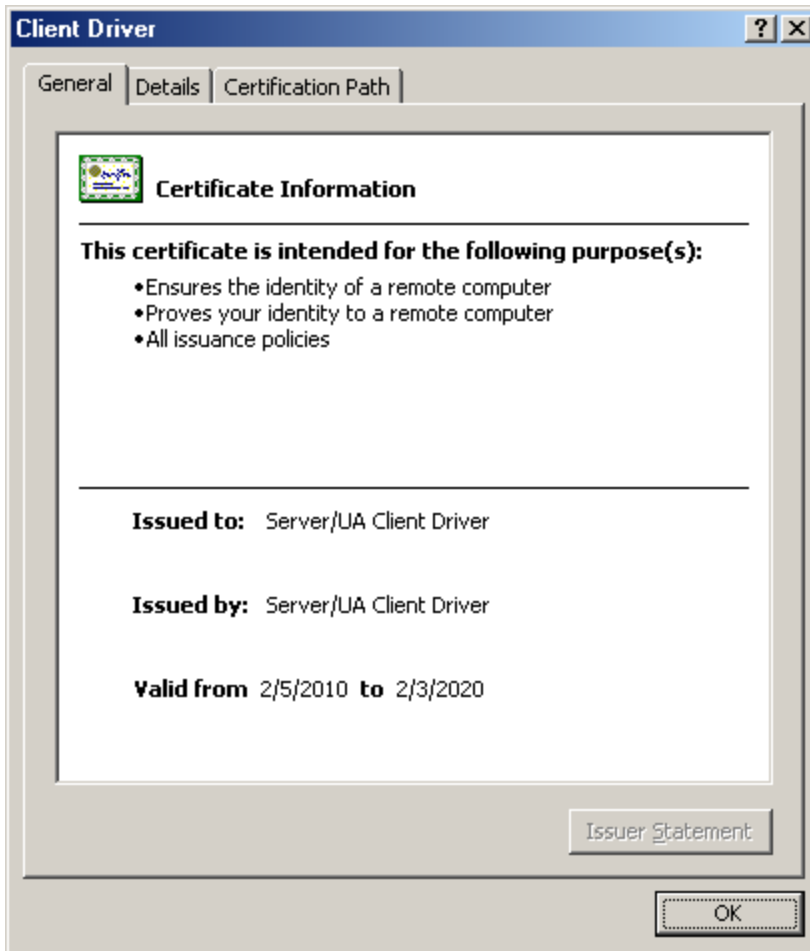 Client Driver
General Details Certification Path
Certificate Information
This certificate is intended for the following purpose(s):
•Ensures the identity of a remote computer
•Proves your identity to a remote computer
•All issuance policies
Issued to: Server/UA Client Driver
Issued by: Server/UA Client Driver
Valid from 2/5/2010 to 2/3/2020
Issuer Statement
OK